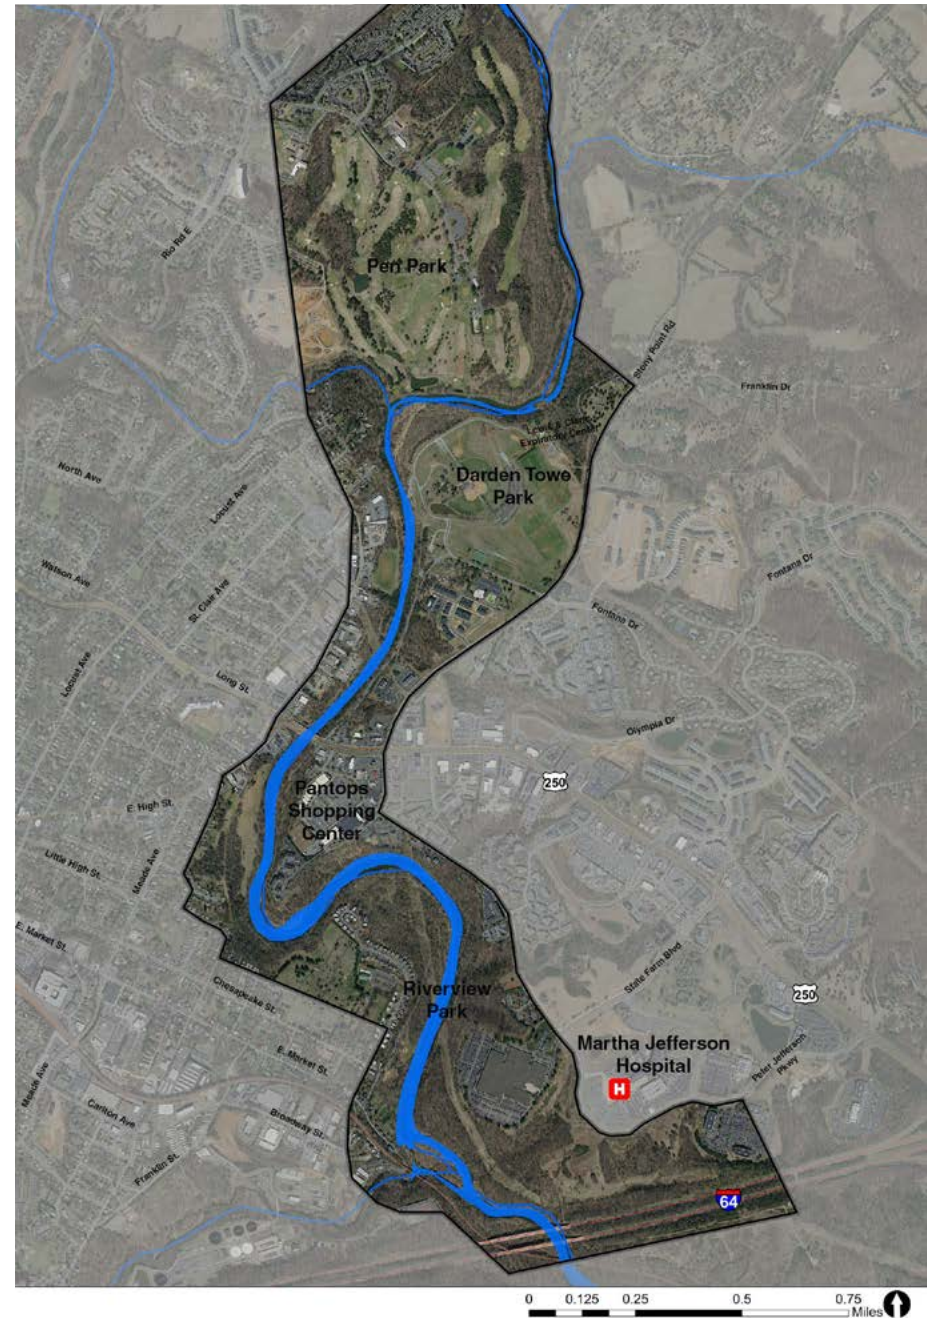 Rio Rd E
Pen Park
Stony Point Rd
Franklin Dr
Lewis & Clark
Exploratory Center
Darden Towe
Park
North Ave
Locust Ave
Watson Ave
St. Clair Ave
Fontana Dr
Fontana Dr
Locust Ave
Long St.
Olympia Dr
250
Pantops
Shopping
Center
E. High St.
Little High St.
Meade Ave
E. Market St.
State Farm Blvd
250
Riverview
Park
Chesapeake St.
Martha Jefferson
Hospital
H
Peter Jefferson
Pkwy
E. Market St.
Meade Ave
Carlton Ave
Broadway St.
Franklin St.
64
0 0.125 0.25 0.5 0.75
Miles